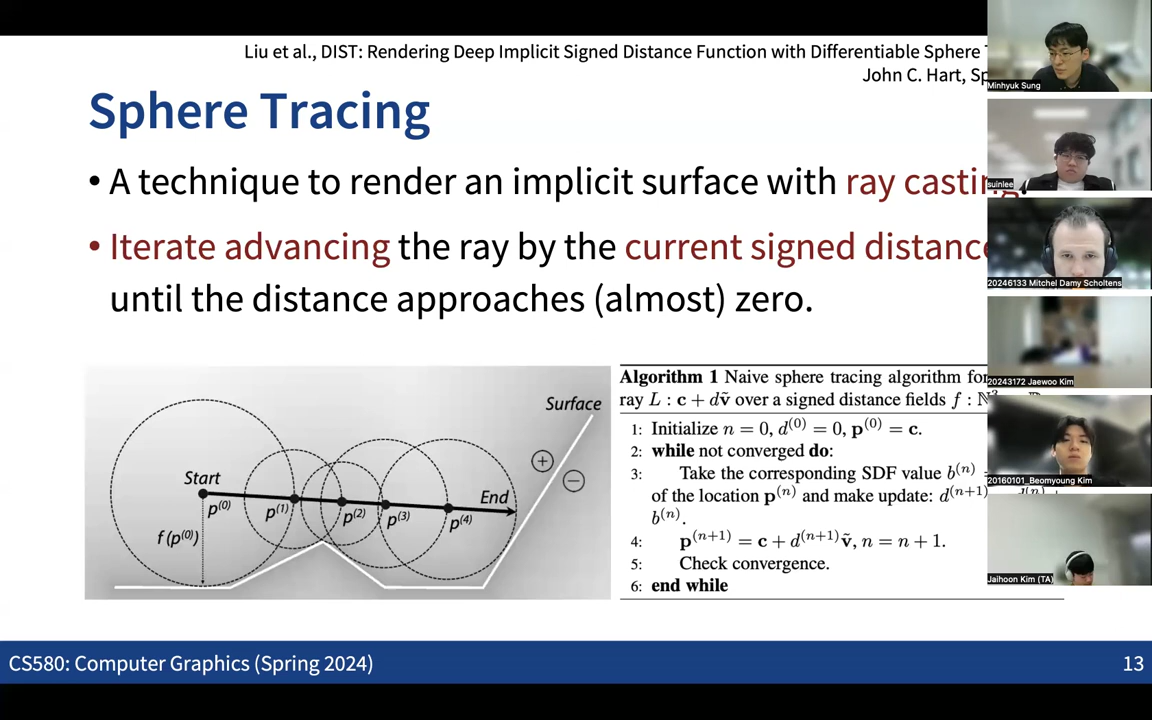 Liu et al., DIST: Rendering Deep Implicit Signed Distance Function with Differentiable Sphere
John C. Hart,
Sphere Tracing
• A technique to render an implicit surface with ray casting.
• Iterate advancing the ray by the current signed distance
until the distance approaches (almost) zero.
Surface
+
−
Start
End
p(0)
p(1)
p(2)
p(3)
p(4)
f(p(0))
Algorithm 1 Naive sphere tracing algorithm for
ray L : c + dṽ over a signed distance fields f : ℕ³
1: Initialize n = 0, d(0) = 0, p(0) = c.
2: while not converged do:
3: Take the corresponding SDF value b(n) =
of the location p(n) and make update: d(n+1) d(n) +
b(n).
4: p(n+1) = c + d(n+1)ṽ, n = n + 1.
5: Check convergence.
6: end while
Minhyuk Sung
suinlee
20246133 Mitchel Damy Scholtens
20243172 Jaewoo Kim
20160101_Beomyoung Kim
Jaihoon Kim (TA)
CS580: Computer Graphics (Spring 2024)
13